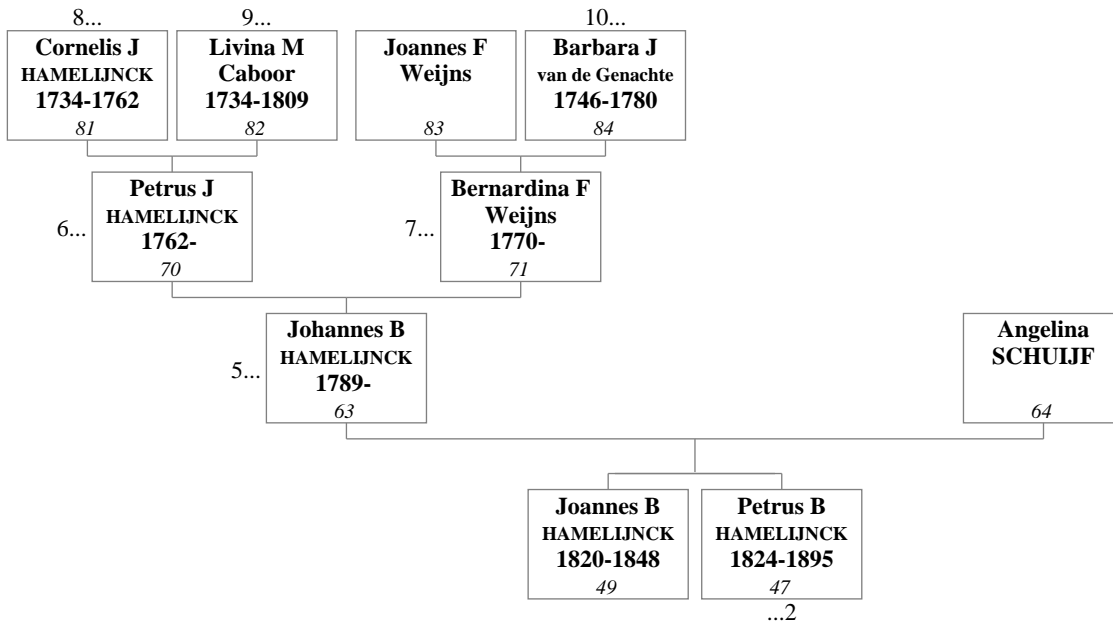 8...
9...
10...
Cornelis J
HAMELIJNCK
1734-1762
81
Livina M
Caboor
1734-1809
82
Joannes F
Weijns
83
Barbara J
van de Genachte
1746-1780
84
6...
Petrus J
HAMELIJNCK
1762-
70
7...
Bernardina F
Weijns
1770-
71
5...
Johannes B
HAMELIJNCK
1789-
63
Angelina
SCHUIJF
64
Joannes B
HAMELIJNCK
1820-1848
49
Petrus B
HAMELIJNCK
1824-1895
47
...2